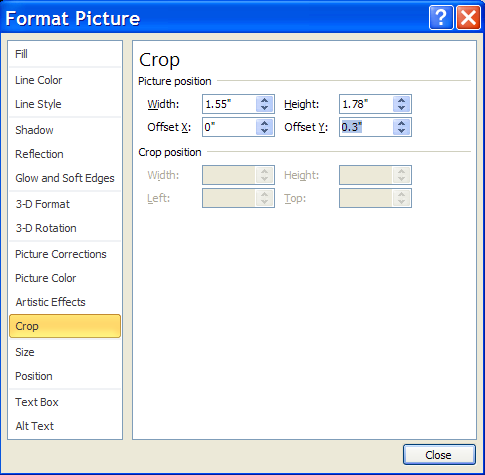 Format Picture
?
Fill
Line Color
Line Style
Shadow
Reflection
Glow and Soft Edges
3-D Format
3-D Rotation
Picture Corrections
Picture Color
Artistic Effects
Crop
Size
Position
Text Box
Alt Text
Crop
Picture position
Width: 1.55" Height: 1.78"
Offset X: 0" Offset Y: 0.3"
Crop position
Width: Height:
Left: Top:
Close